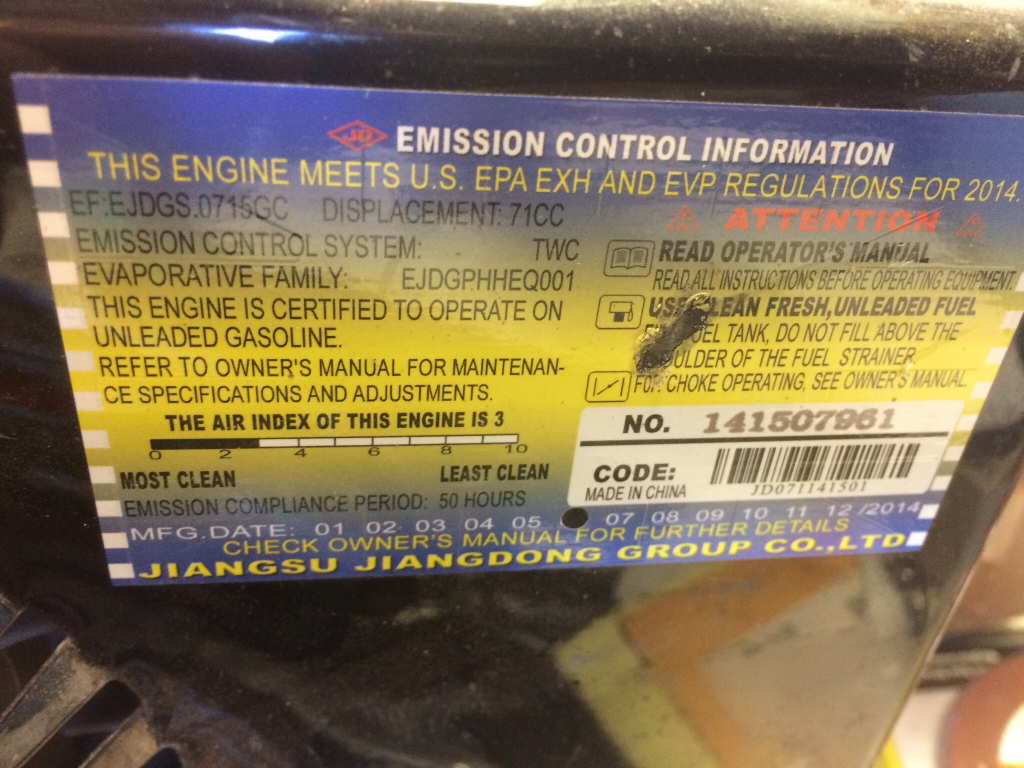 EMISSION CONTROL INFORMATION
THIS ENGINE MEETS U.S. EPA EXH AND EVP REGULATIONS FOR 2014.
EF:EJDGS.0715GC DISPLACEMENT: 71CC
EMISSION CONTROL SYSTEM: TWC
EVAPORATIVE FAMILY: EJDGPHHEQ001
THIS ENGINE IS CERTIFIED TO OPERATE ON
UNLEADED GASOLINE.
REFER TO OWNER'S MANUAL FOR MAINTENAN-
CE SPECIFICATIONS AND ADJUSTMENTS.
THE AIR INDEX OF THIS ENGINE IS 3
0 2 4 6 8 10
MOST CLEAN LEAST CLEAN
EMISSION COMPLIANCE PERIOD: 50 HOURS
ATTENTION
READ OPERATOR'S MANUAL
READ ALL INSTRUCTIONS BEFORE OPERATING EQUIPMENT.
USE CLEAN FRESH,UNLEADED FUEL
FUEL TANK, DO NOT FILL ABOVE THE
OF THE FUEL STRAINER
FOR CHOKE OPERATING, SEE OWNER'S MANUAL.
NO. 141507961
CODE:
MADE IN CHINA
JD071141501
MFG.DATE: 01 02 03 04 05 07 08 09 10 11 12 /2014
CHECK OWNER'S MANUAL FOR FURTHER DETAILS
JIANGSU JIANGDONG GROUP CO.,LTD